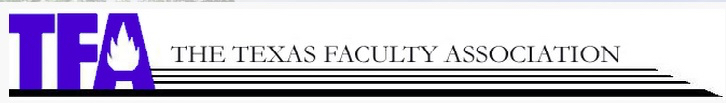 TFA
THE TEXAS FACULTY ASSOCIATION